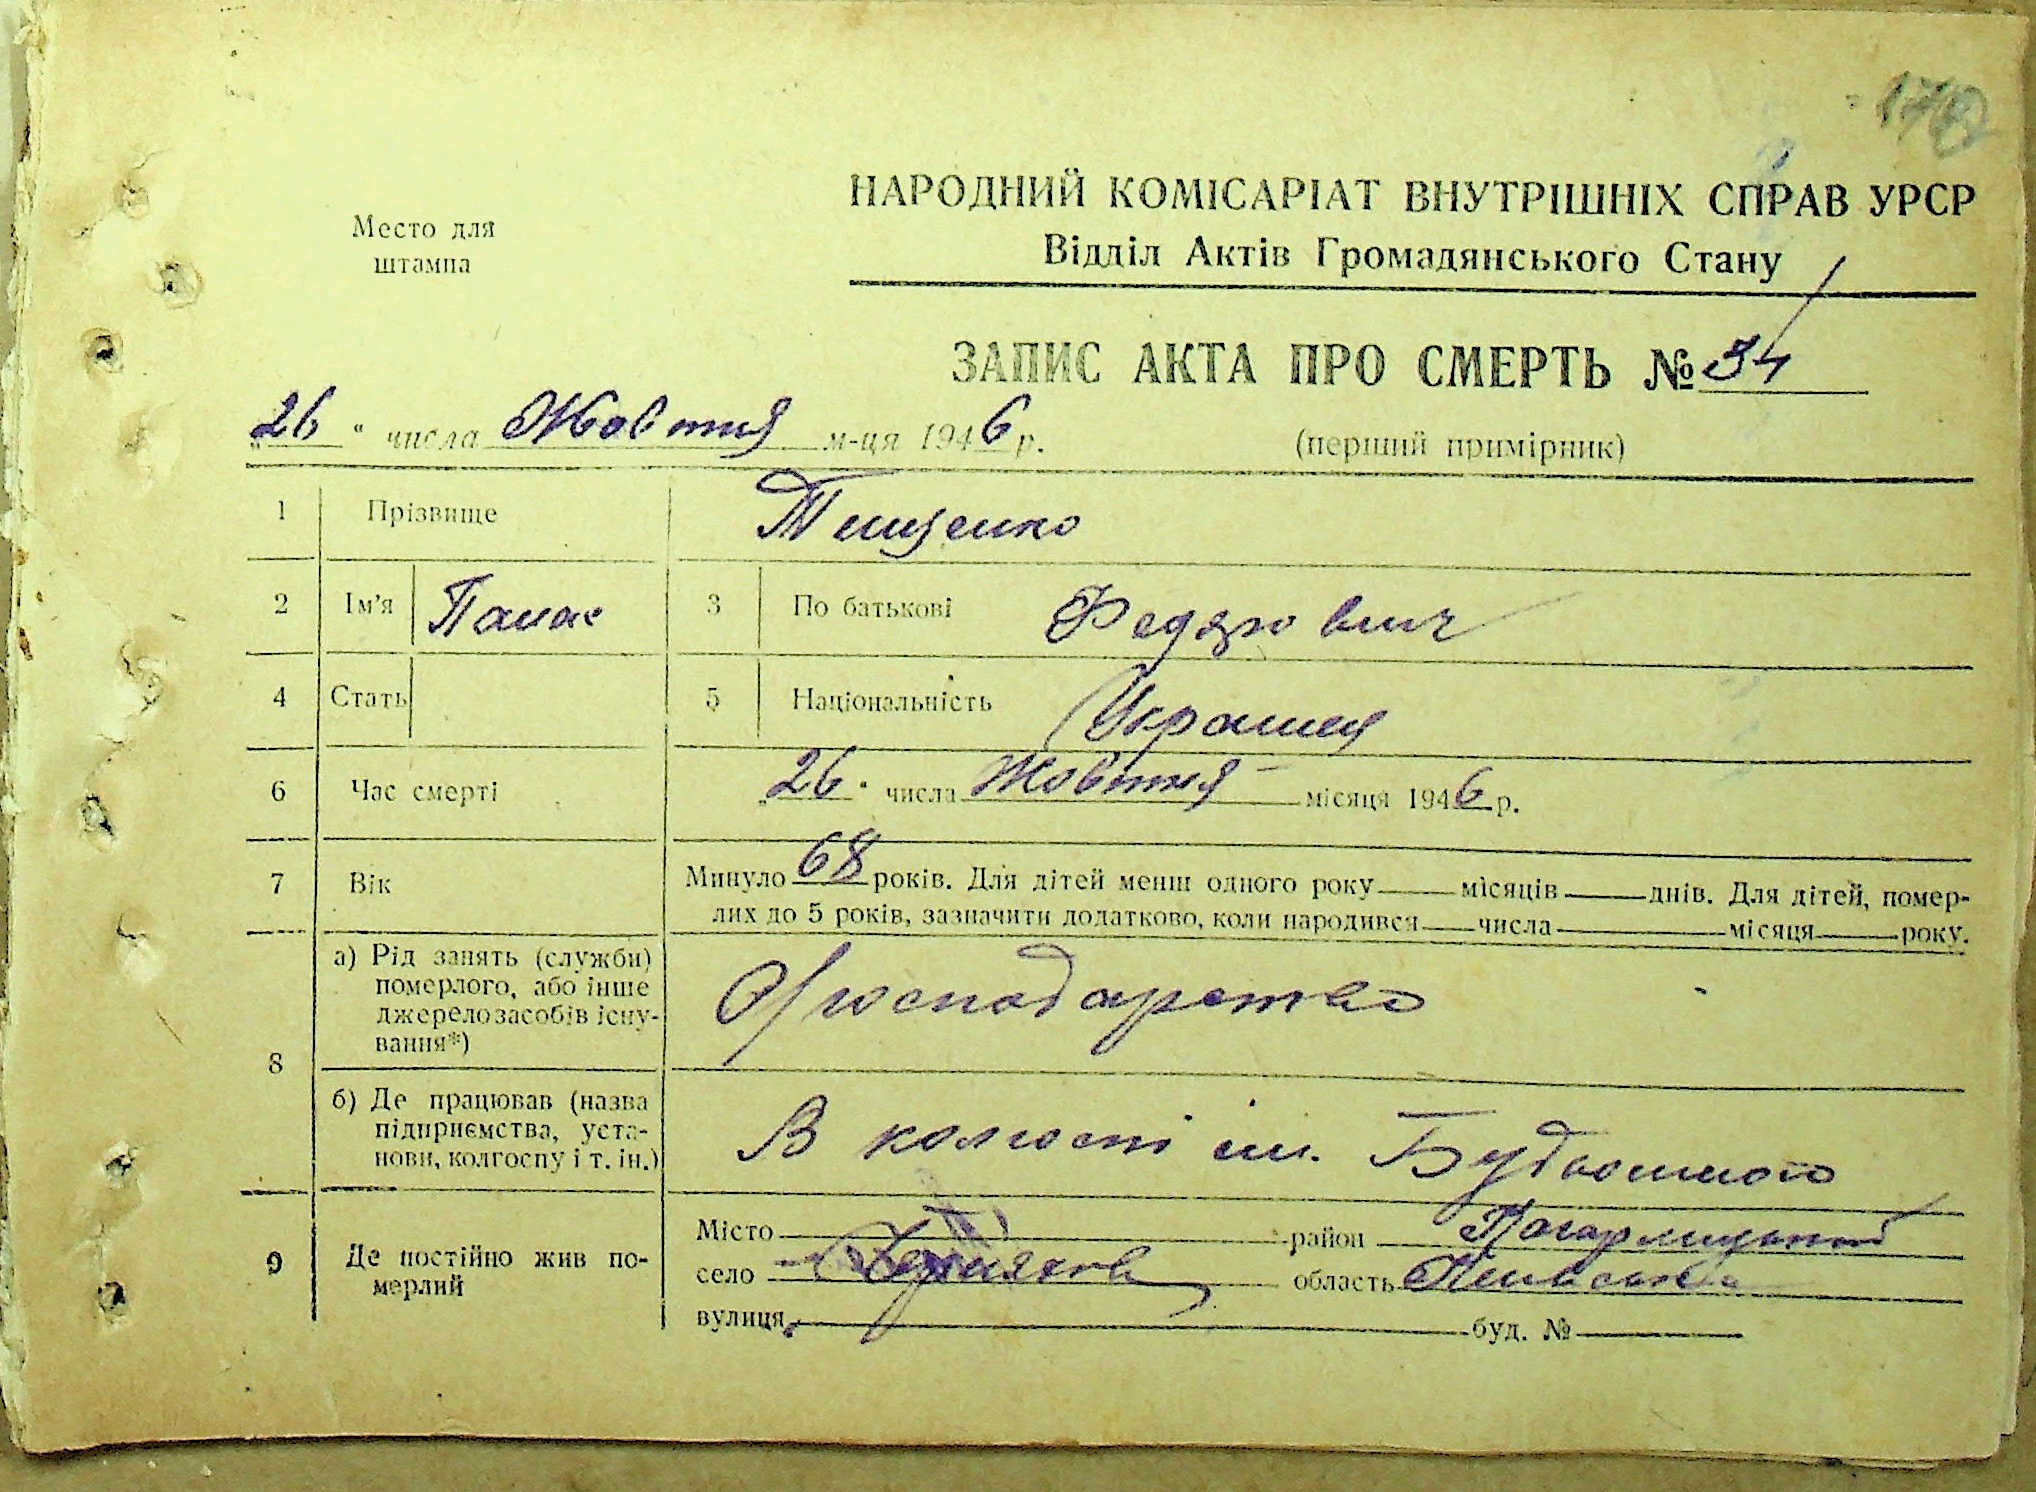 Место для
штампа
НАРОДНИЙ КОМІСАРІАТ ВНУТРІШНІХ СПРАВ УРСР
Відділ Актів Громадянського Стану
ЗАПИС АКТА ПРО СМЕРТЬ № 34
„26“ числа Жовтня м-ця 1946 р.
(перший примірник)
1 Прізвище Тищенко
2 Ім'я Панас 3 По батькові Федорович
4 Стать 5 Національність
6 Час смерті „26“ числа Жовтня місяця 1946 р.
7 Вік Минуло 68 років. Для дітей менш одного року місяців днів. Для дітей, помер-
лих до 5 років, зазначити додатково, коли народився числа місяця року.
8 а) Рід занять (служби)
померлого, або інше
джерело засобів існу-
вання*)
господарство
б) Де працював (назва
підприємства, уста-
нови, колгоспу і т. ін.)
В колгоспі ім. Будьонного
9 Де постійно жив по-
мерлий
Місто район Кагарлицький
село область Київська
вулиця буд. №